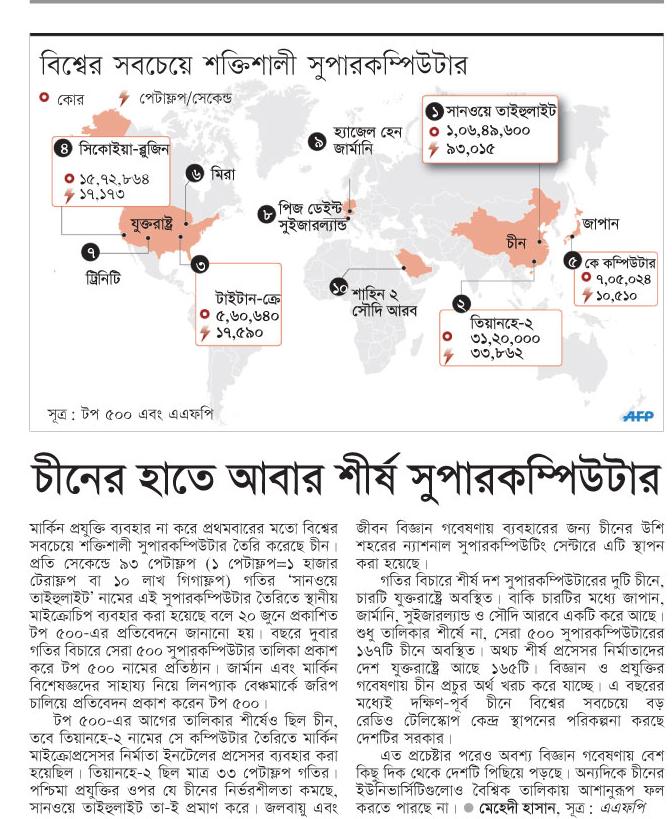 বিশ্বের সবচেয়ে শক্তিশালী সুপারকম্পিউটার
কোর
পেটাফ্লপ/সেকেন্ড
১ সানওয়ে তাইহুলাইট
১,০৬,৪৯,৬০০
৯৩,০১৫
৯ হ্যাজেল হেন
জার্মানি
৪ সিকোইয়া-ব্লুজিন
১৫,৭২,৮৬৪
১৭,১৭৩
৬ মিরা
যুক্তরাষ্ট্র
৮ পিজ ডেইন্ট
সুইজারল্যান্ড
চীন
জাপান
৭
ট্রিনিটি
৩
টাইটান-ক্রে
৫,৬০,৬৪০
১৭,৫৯০
১০ শাহিন ২
সৌদি আরব
২
তিয়ানহে-২
৩১,২০,০০০
৩৩,৮৬২
৫ কে কম্পিউটার
৭,০৫,০২৪
১০,৫১০
সূত্র : টপ ৫০০ এবং এএফপি
AFP
চীনের হাতে আবার শীর্ষ সুপারকম্পিউটার
মার্কিন প্রযুক্তি ব্যবহার না করে প্রথমবারের মতো বিশ্বের
সবচেয়ে শক্তিশালী সুপারকম্পিউটার তৈরি করেছে চীন।
প্রতি সেকেন্ডে ৯৩ পেটাফ্লপ (১ পেটাফ্লপ=১ হাজার
টেরাফ্লপ বা ১০ লাখ গিগাফ্লপ) গতির ‘সানওয়ে
তাইহুলাইট’ নামের এই সুপারকম্পিউটার তৈরিতে স্থানীয়
মাইক্রোচিপ ব্যবহার করা হয়েছে বলে ২০ জুনে প্রকাশিত
টপ ৫০০-এর প্রতিবেদনে জানানো হয়। বছরে দুবার
গতির বিচারে সেরা ৫০০ সুপারকম্পিউটার তালিকা প্রকাশ
করে টপ ৫০০ নামের প্রতিষ্ঠান। জার্মান এবং মার্কিন
বিশেষজ্ঞদের সাহায্য নিয়ে লিনপ্যাক বেঞ্চমার্কে জরিপ
চালিয়ে প্রতিবেদন প্রকাশ করেন টপ ৫০০।
টপ ৫০০-এর আগের তালিকার শীর্ষেও ছিল চীন,
তবে তিয়ানহে-২ নামের সে কম্পিউটার তৈরিতে মার্কিন
মাইক্রোপ্রসেসর নির্মাতা ইনটেলের প্রসেসর ব্যবহার করা
হয়েছিল। তিয়ানহে-২ ছিল মাত্র ৩৩ পেটাফ্লপ গতির।
পশ্চিমা প্রযুক্তির ওপর যে চীনের নির্ভরশীলতা কমছে,
সানওয়ে তাইহুলাইট তা-ই প্রমাণ করে। জলবায়ু এবং
জীবন বিজ্ঞান গবেষণায় ব্যবহারের জন্য চীনের উশি
শহরের ন্যাশনাল সুপারকম্পিউটিং সেন্টারে এটি স্থাপন
করা হয়েছে।
গতির বিচারে শীর্ষ দশ সুপারকম্পিউটারের দুটি চীনে,
চারটি যুক্তরাষ্ট্রে অবস্থিত। বাকি চারটির মধ্যে জাপান,
জার্মানি, সুইজারল্যান্ড ও সৌদি আরবে একটি করে আছে।
শুধু তালিকার শীর্ষে না, সেরা ৫০০ সুপারকম্পিউটারের
১৬৭টি চীনে অবস্থিত। অথচ শীর্ষ প্রসেসর নির্মাতাদের
দেশ যুক্তরাষ্ট্রে আছে ১৬৫টি। বিজ্ঞান ও প্রযুক্তির
গবেষণায় চীন প্রচুর অর্থ খরচ করে যাচ্ছে। এ বছরের
মধ্যেই দক্ষিণ-পূর্ব চীনে বিশ্বের সবচেয়ে বড়
রেডিও টেলিস্কোপ কেন্দ্র স্থাপনের পরিকল্পনা করছে
দেশটির সরকার।
এত প্রচেষ্টার পরেও অবশ্য বিজ্ঞান গবেষণায় বেশ
কিছু দিক থেকে দেশটি পিছিয়ে পড়ছে। অন্যদিকে চীনের
ইউনিভার্সিটিগুলোও বৈশ্বিক তালিকায় আশানুরূপ ফল
করতে পারছে না। ● মেহেদী হাসান, সূত্র : এএফপি